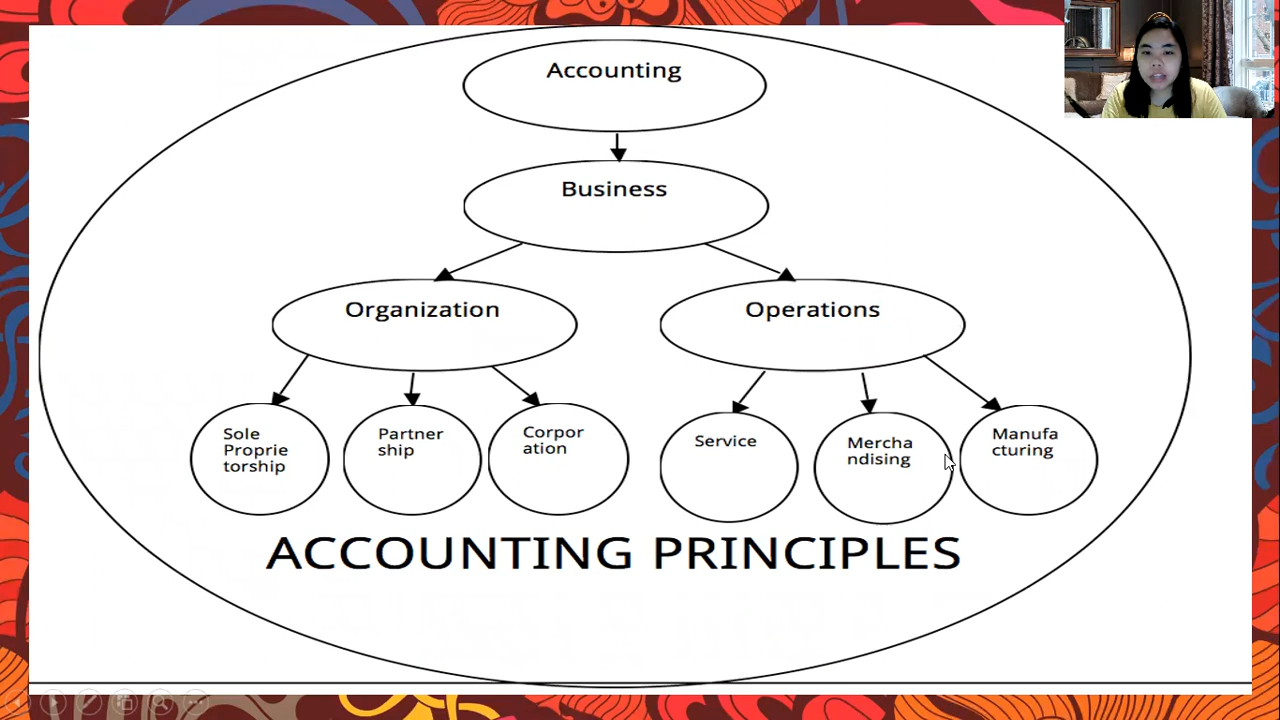 Accounting
Business
Organization
Operations
Sole
Proprie
torship
Partner
ship
Corpor
ation
Service
Mercha
ndising
Manufa
cturing
ACCOUNTING PRINCIPLES